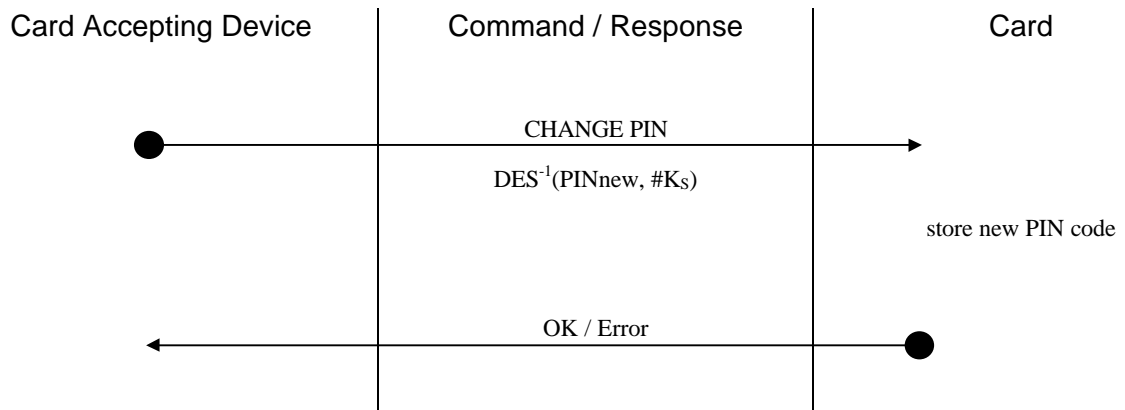 Card Accepting Device Command / Response Card
CHANGE PIN
DES⁻¹(PINnew, #Ks)
store new PIN code
OK / Error